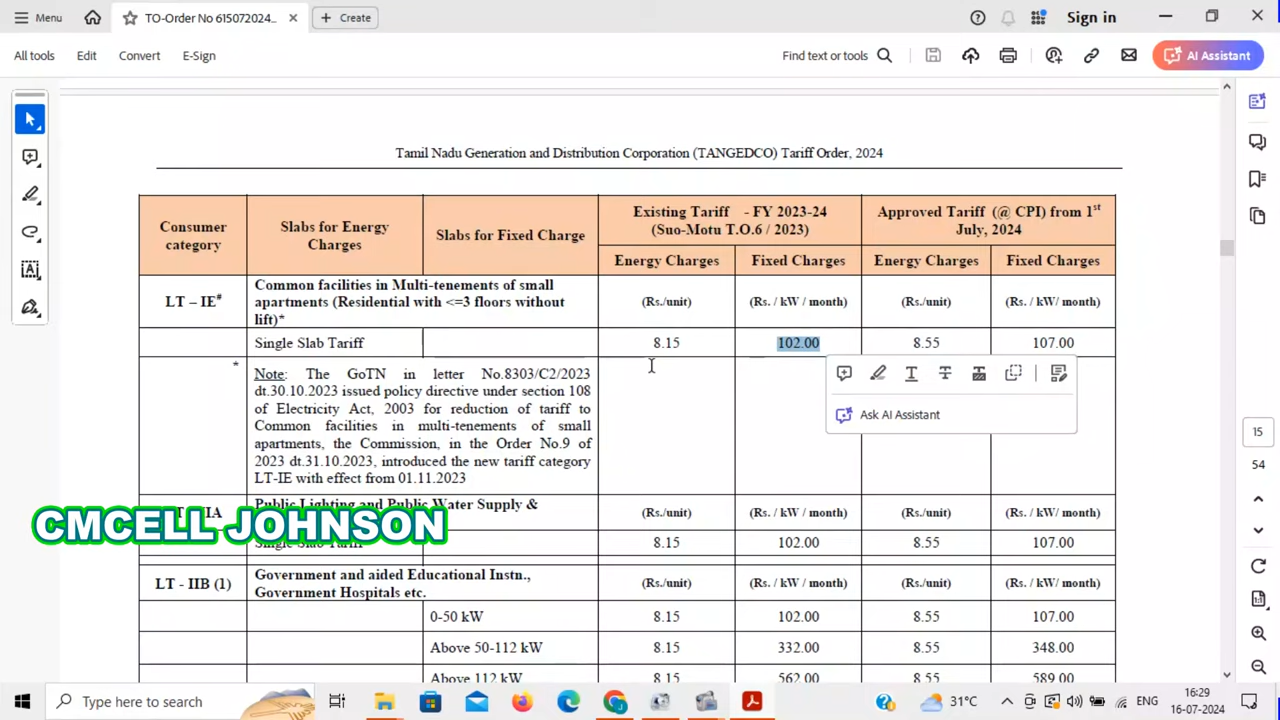 Menu
TO-Order No 615072024...
Create
Sign in
All tools
Edit
Convert
E-Sign
Find text or tools
AI Assistant
Tamil Nadu Generation and Distribution Corporation (TANGEDCO) Tariff Order, 2024
Consumer category
Slabs for Energy Charges
Slabs for Fixed Charge
Existing Tariff - FY 2023-24 (Suo-Motu T.O.6 / 2023)
Approved Tariff (@ CPI) from 1st July, 2024
Energy Charges
Fixed Charges
Energy Charges
Fixed Charges
LT – IE#
Common facilities in Multi-tenements of small
apartments (Residential with <=3 floors without
lift)*
(Rs./unit)
(Rs. / kW / month)
(Rs./unit)
(Rs. / kW/ month)
Single Slab Tariff
8.15
102.00
8.55
107.00
*
Note: The GoTN in letter No.8303/C2/2023
dt.30.10.2023 issued policy directive under section 108
of Electricity Act, 2003 for reduction of tariff to
Common facilities in multi-tenements of small
apartments, the Commission, in the Order No.9 of
2023 dt.31.10.2023, introduced the new tariff category
LT-IE with effect from 01.11.2023
Ask AI Assistant
IA
Public Lighting and Public Water Supply &
(Rs./unit)
(Rs. / kW / month)
(Rs./unit)
(Rs. / kW/ month)
CMCELL JOHNSON
Single Slab Tariff
8.15
102.00
8.55
107.00
LT - IIB (1)
Government and aided Educational Instn.,
Government Hospitals etc.
(Rs./unit)
(Rs. / kW / month)
(Rs./unit)
(Rs. / kW/ month)
0-50 kW
8.15
102.00
8.55
107.00
Above 50-112 kW
8.15
332.00
8.55
348.00
Above 112 kW
8.15
562.00
8.55
589.00
15
54
Type here to search
31°C
ENG
16:29
16-07-2024